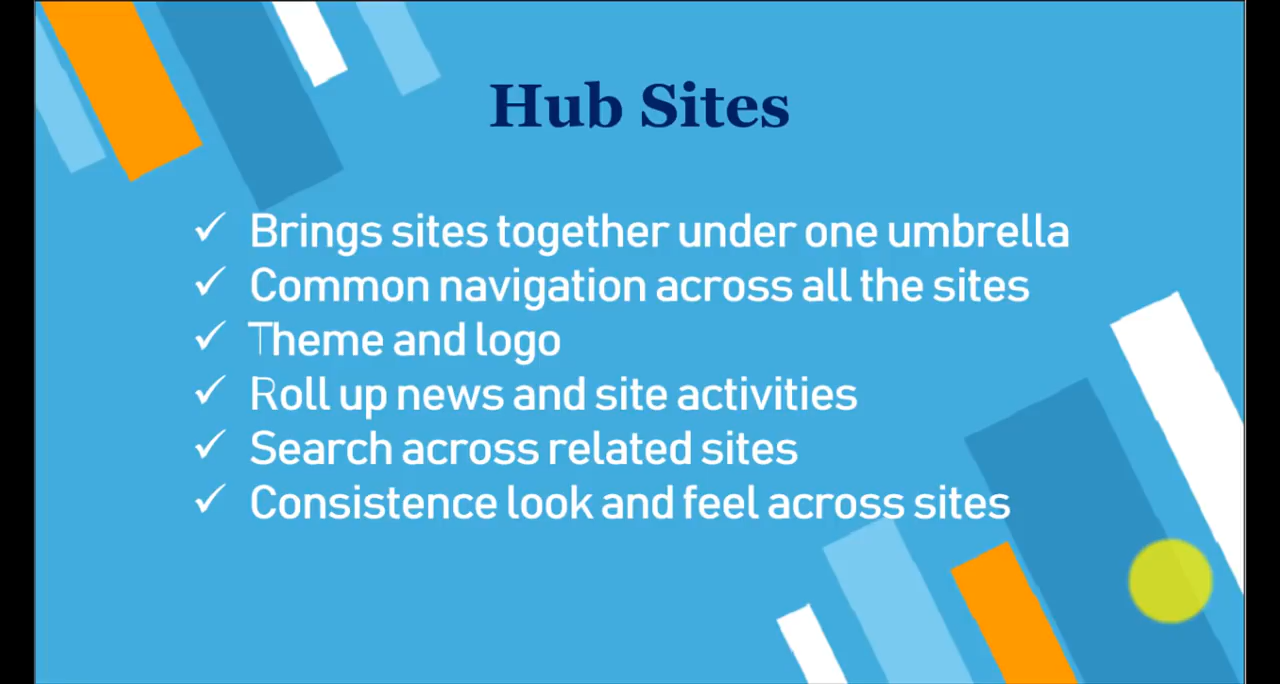 Hub Sites
✓ Brings sites together under one umbrella
✓ Common navigation across all the sites
✓ Theme and logo
✓ Roll up news and site activities
✓ Search across related sites
✓ Consistence look and feel across sites